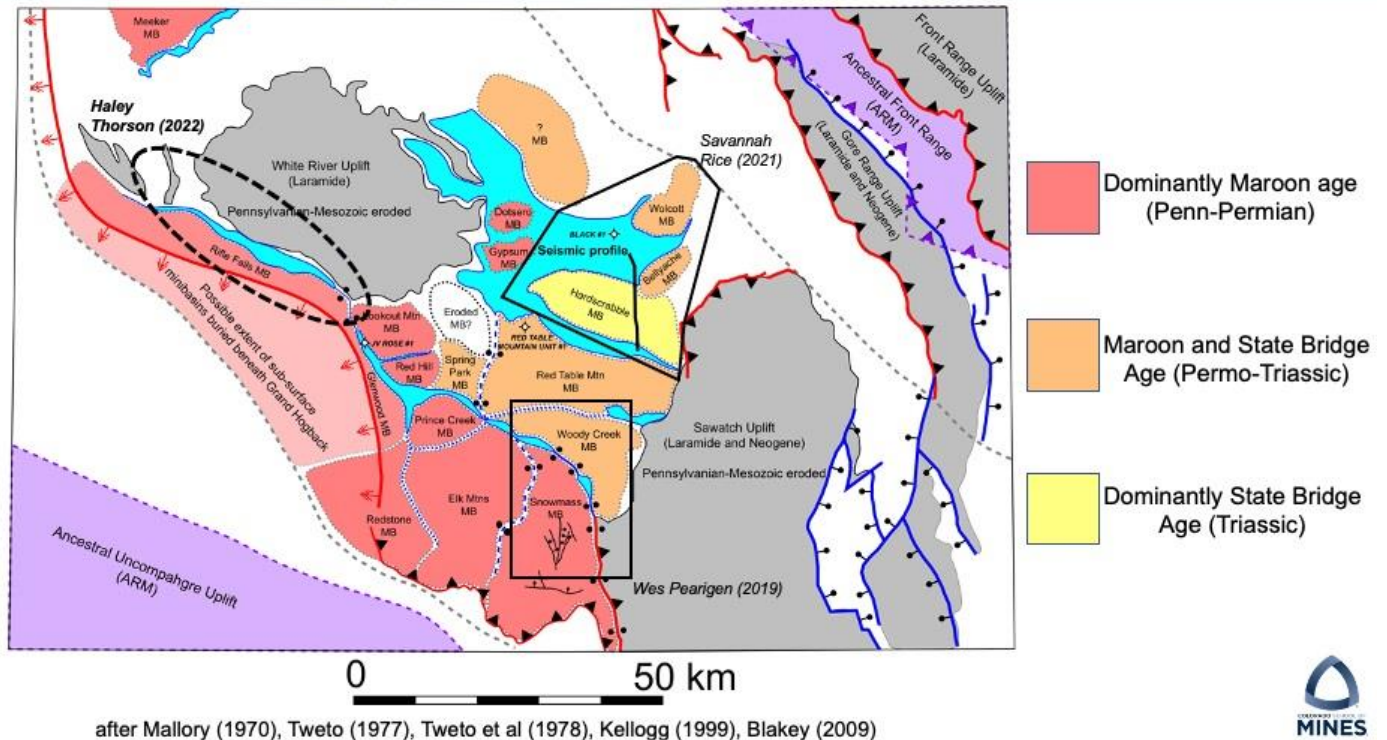 Meeker
MB
Haley
Thorson (2022)
White River Uplift
(Laramide)
Pennsylvanian-Mesozoic eroded
?
MB
Savannah
Rice (2021)
Front Range Uplift
(Laramide)
Ancestral Front Range
(ARM)
Gore Range Uplift
(Laramide and Neogene)
Dotsero
MB
Gypsum
MB
BLACK #1
Seismic profile
Wolcott
MB
Bellyache
MB
Hardscrabble
MB
Rifle Falls MB
Possible extent of sub-surface
minibasins buried beneath Grand Hogback
Lookout Mtn
MB
JV ROSE #1
Red Hill
MB
Glenwood MB
Eroded
MB?
Spring
Park
MB
RED TABLE
MOUNTAIN UNIT #1
Red Table Mtn
MB
Prince Creek
MB
Woody Creek
MB
Sawatch Uplift
(Laramide and Neogene)
Pennsylvanian-Mesozoic eroded
Redstone
MB
Elk Mtns
MB
Snowmass
MB
Ancestral Uncompahgre Uplift
(ARM)
Wes Pearigen (2019)
Dominantly Maroon age
(Penn-Permian)
Maroon and State Bridge
Age (Permo-Triassic)
Dominantly State Bridge
Age (Triassic)
0 50 km
after Mallory (1970), Tweto (1977), Tweto et al (1978), Kellogg (1999), Blakey (2009)
COLORADO SCHOOL OF
MINES